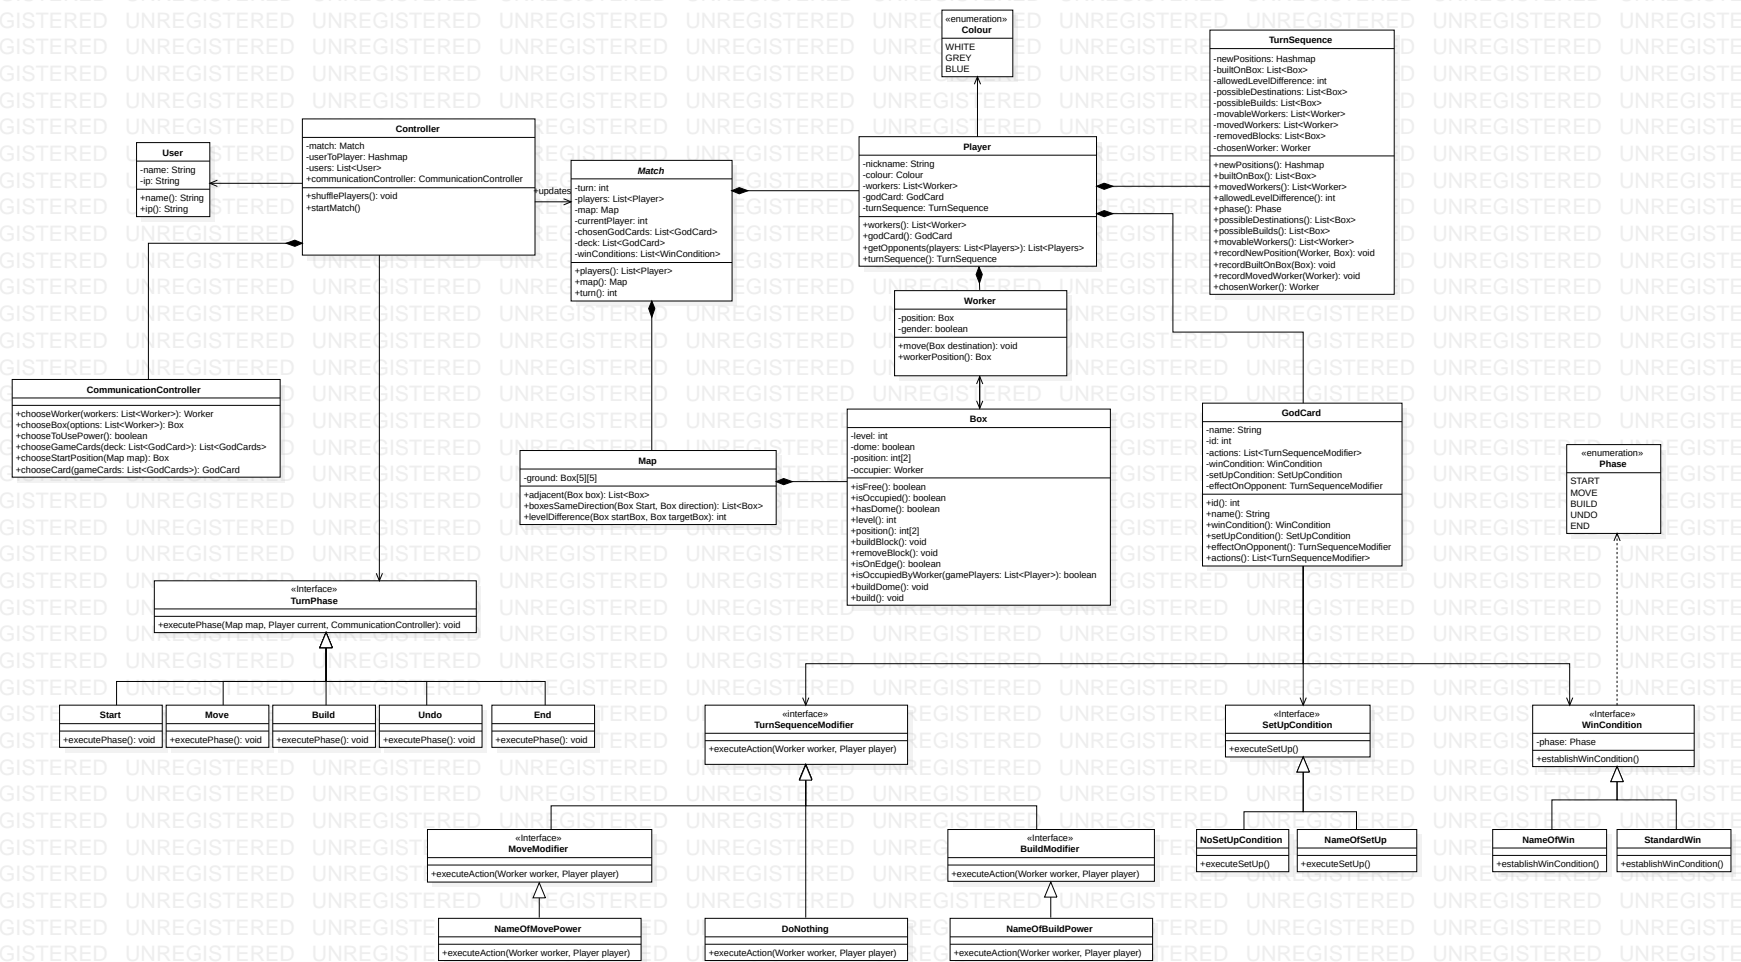 «enumeration»
Colour
WHITE
GREY
BLUE
TurnSequence
-newPositions: Hashmap
-builtOnBox: List<Box>
-allowedLevelDifference: int
-possibleDestinations: List<Box>
-possibleBuilds: List<Box>
-movableWorkers: List<Worker>
-movedWorkers: List<Worker>
-removedBlocks: List<Box>
-chosenWorker: Worker
+newPositions(): Hashmap
+builtOnBox(): List<Box>
+movedWorkers(): List<Worker>
+allowedLevelDifference(): int
+phase(): Phase
+possibleDestinations(): List<Box>
+possibleBuilds(): List<Box>
+movableWorkers(): List<Worker>
+recordNewPosition(Worker, Box): void
+recordBuiltOnBox(Box): void
+recordMovedWorker(Worker): void
+chosenWorker(): Worker
User
-name: String
-ip: String
+name(): String
+ip(): String
Controller
-match: Match
-userToPlayer: Hashmap
-users: List<User>
+communicationController: CommunicationController
+shufflePlayers(): void
+startMatch()
+updates
Match
-turn: int
-players: List<Player>
-map: Map
-currentPlayer: int
-chosenGodCards: List<GodCard>
-deck: List<GodCard>
-winConditions: List<WinCondition>
+players(): List<Player>
+map(): Map
+turn(): int
Player
-nickname: String
-colour: Colour
-workers: List<Worker>
-godCard: GodCard
-turnSequence: TurnSequence
+workers(): List<Worker>
+godCard(): GodCard
+getOpponents(players: List<Players>): List<Players>
+turnSequence(): TurnSequence
Worker
-position: Box
-gender: boolean
+move(Box destination): void
+workerPosition(): Box
CommunicationController
+chooseWorker(workers: List<Worker>): Worker
+chooseBox(options: List<Worker>): Box
+chooseToUsePower(): boolean
+chooseGameCards(deck: List<GodCard>): List<GodCards>
+chooseStartPosition(Map map): Box
+chooseCard(gameCards: List<GodCards>): GodCard
Map
-ground: Box[5][5]
+adjacent(Box box): List<Box>
+boxesSameDirection(Box Start, Box direction): List<Box>
+levelDifference(Box startBox, Box targetBox): int
Box
-level: int
-dome: boolean
-position: int[2]
-occupier: Worker
+isFree(): boolean
+isOccupied(): boolean
+hasDome(): boolean
+level(): int
+position(): int[2]
+buildBlock(): void
+removeBlock(): void
+isOnEdge(): boolean
+isOccupiedByWorker(gamePlayers: List<Player>): boolean
+buildDome(): void
+build(): void
GodCard
-name: String
-id: int
-actions: List<TurnSequenceModifier>
-winCondition: WinCondition
-setUpCondition: SetUpCondition
-effectOnOpponent: TurnSequenceModifier
+id(): int
+name(): String
+winCondition(): WinCondition
+setUpCondition(): SetUpCondition
+effectOnOpponent(): TurnSequenceModifier
+actions(): List<TurnSequenceModifier>
«enumeration»
Phase
START
MOVE
BUILD
UNDO
END
«Interface»
TurnPhase
+executePhase(Map map, Player current, CommunicationController): void
Start
+executePhase(): void
Move
+executePhase(): void
Build
+executePhase(): void
Undo
+executePhase(): void
End
+executePhase(): void
«interface»
TurnSequenceModifier
+executeAction(Worker worker, Player player)
«Interface»
SetUpCondition
+executeSetUp()
«Interface»
WinCondition
-phase: Phase
+establishWinCondition()
«Interface»
MoveModifier
+executeAction(Worker worker, Player player)
«Interface»
BuildModifier
+executeAction(Worker worker, Player player)
NoSetUpCondition
+executeSetUp()
NameOfSetUp
+executeSetUp()
NameOfWin
+establishWinCondition()
StandardWin
+establishWinCondition()
NameOfMovePower
+executeAction(Worker worker, Player player)
DoNothing
+executeAction(Worker worker, Player player)
NameOfBuildPower
+executeAction(Worker worker, Player player)
UNREGISTERED